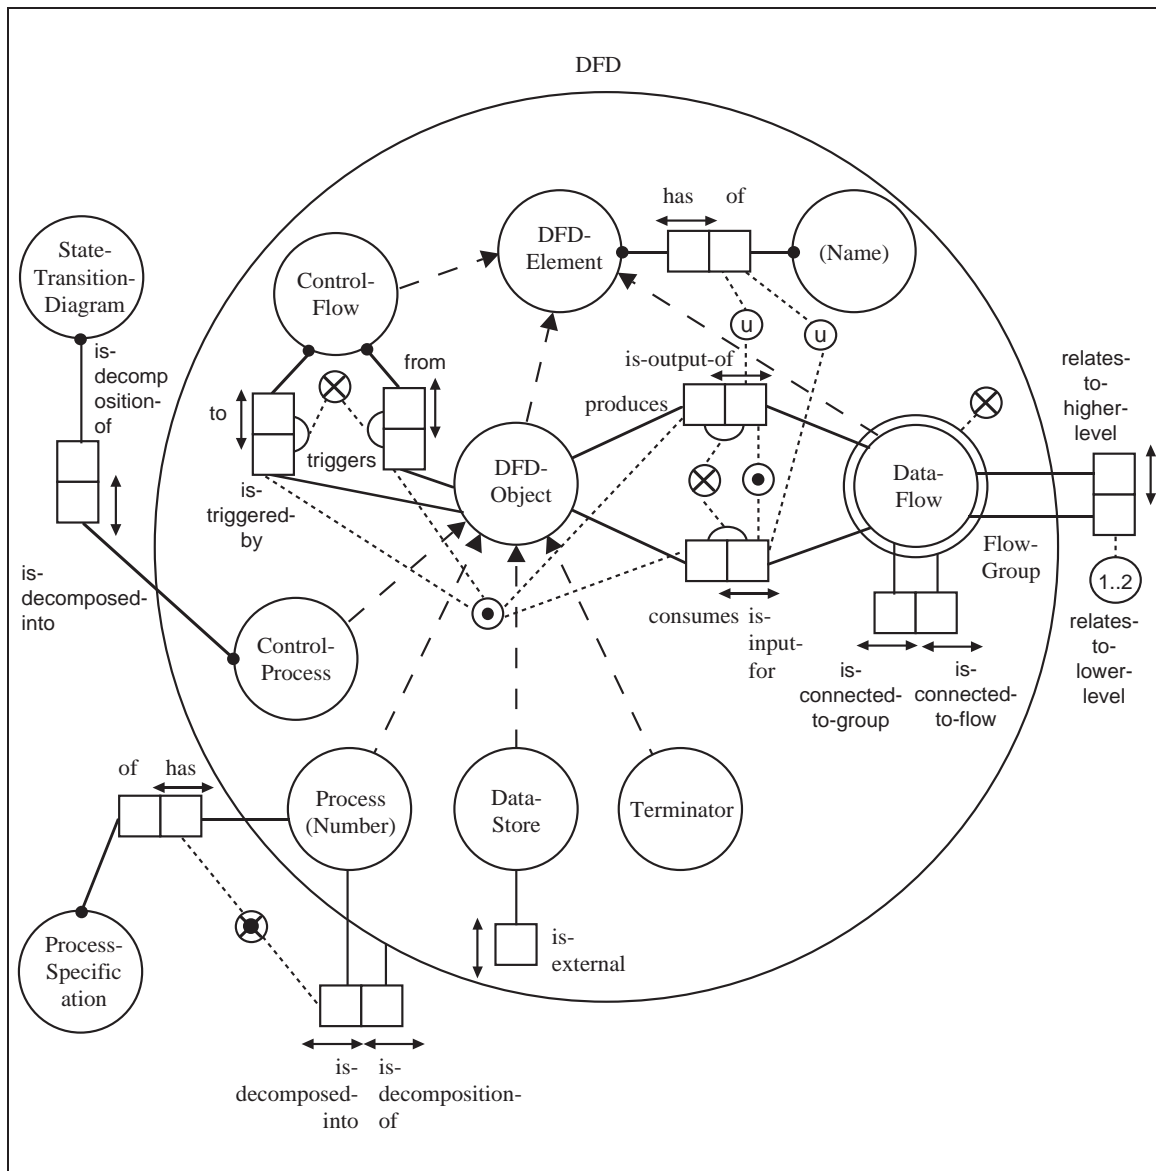 DFD
has of
DFD-
Element
(Name)
State-
Transition-
Diagram
Control-
Flow
u
u
is-
decomp
osition-
of
from
is-output-of
relates-
to-
higher-
level
to
produces
triggers
DFD-
Object
Data-
Flow
is-
triggered-
by
Flow-
Group
is-
decomposed-
into
1..2
consumes
is-
input-
for
relates-
to-
lower-
level
Control-
Process
is-
connected-
to-group
is-
connected-
to-flow
of has
Process
(Number)
Data-
Store
Terminator
Process-
Specific
ation
is-
external
is-
decomposed-
into
is-
decomposition-
of